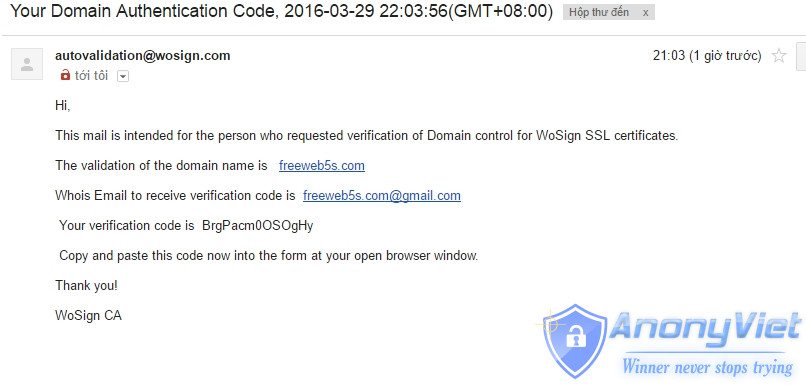 Your Domain Authentication Code, 2016-03-29 22:03:56(GMT+08:00) Hộp thư đến x
autovalidation@wosign.com 21:03 (1 giờ trước)
tới tôi
Hi,
This mail is intended for the person who requested verification of Domain control for WoSign SSL certificates.
The validation of the domain name is freeweb5s.com
Whois Email to receive verification code is freeweb5s.com@gmail.com
Your verification code is BrgPacm0OSOgHy
Copy and paste this code now into the form at your open browser window.
Thank you!
WoSign CA
AnonyViet
Winner never stops trying